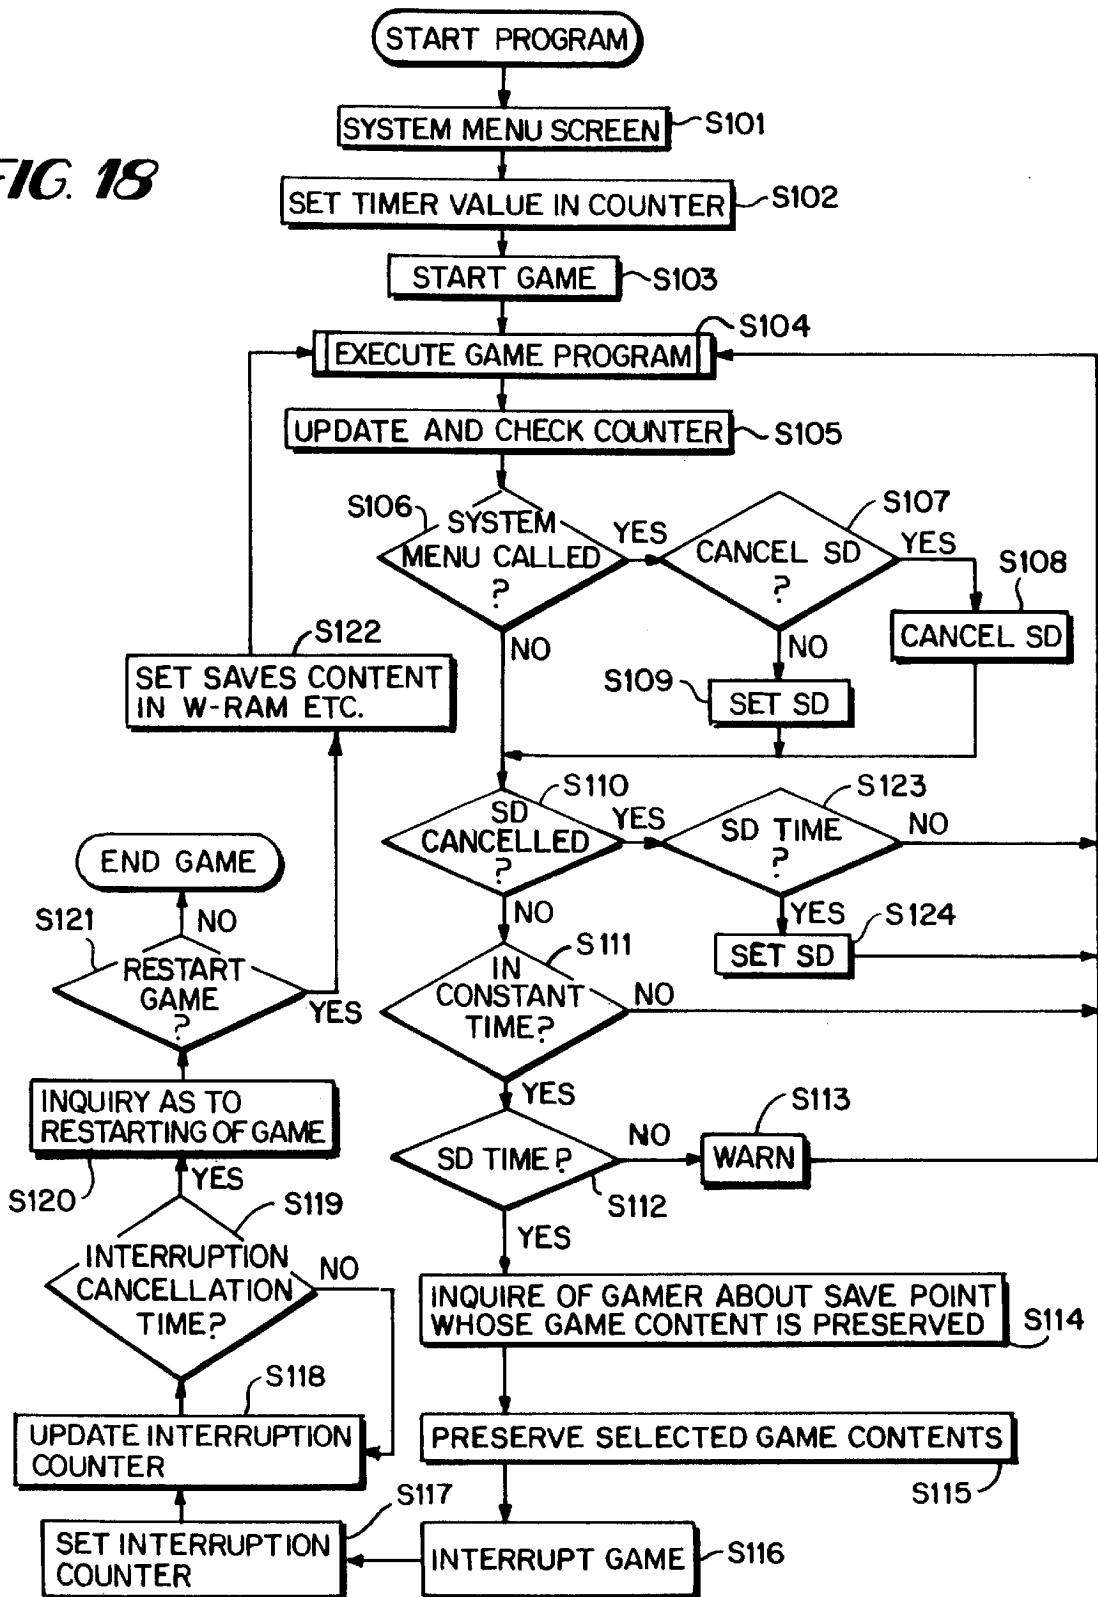 START PROGRAM
SYSTEM MENU SCREEN
S101
FIG. 18
SET TIMER VALUE IN COUNTER
S102
START GAME
S103
EXECUTE GAME PROGRAM
S104
UPDATE AND CHECK COUNTER
S105
S106
SYSTEM
MENU CALLED
?
YES
NO
S107
CANCEL SD
?
YES
NO
S108
CANCEL SD
S109
SET SD
S122
SET SAVES CONTENT
IN W-RAM ETC.
S110
SD
CANCELLED
?
YES
NO
S123
SD TIME
?
NO
YES
S124
SET SD
END GAME
NO
S121
RESTART
GAME
?
YES
S111
IN
CONSTANT
TIME?
NO
YES
INQUIRY AS TO
RESTARTING OF GAME
S120
YES
SD TIME?
S112
NO
YES
S113
WARN
S119
INTERRUPTION
CANCELLATION
TIME?
NO
INQUIRE OF GAMER ABOUT SAVE POINT
WHOSE GAME CONTENT IS PRESERVED
S114
S118
UPDATE INTERRUPTION
COUNTER
PRESERVE SELECTED GAME CONTENTS
S115
S117
SET INTERRUPTION
COUNTER
INTERRUPT GAME
S116